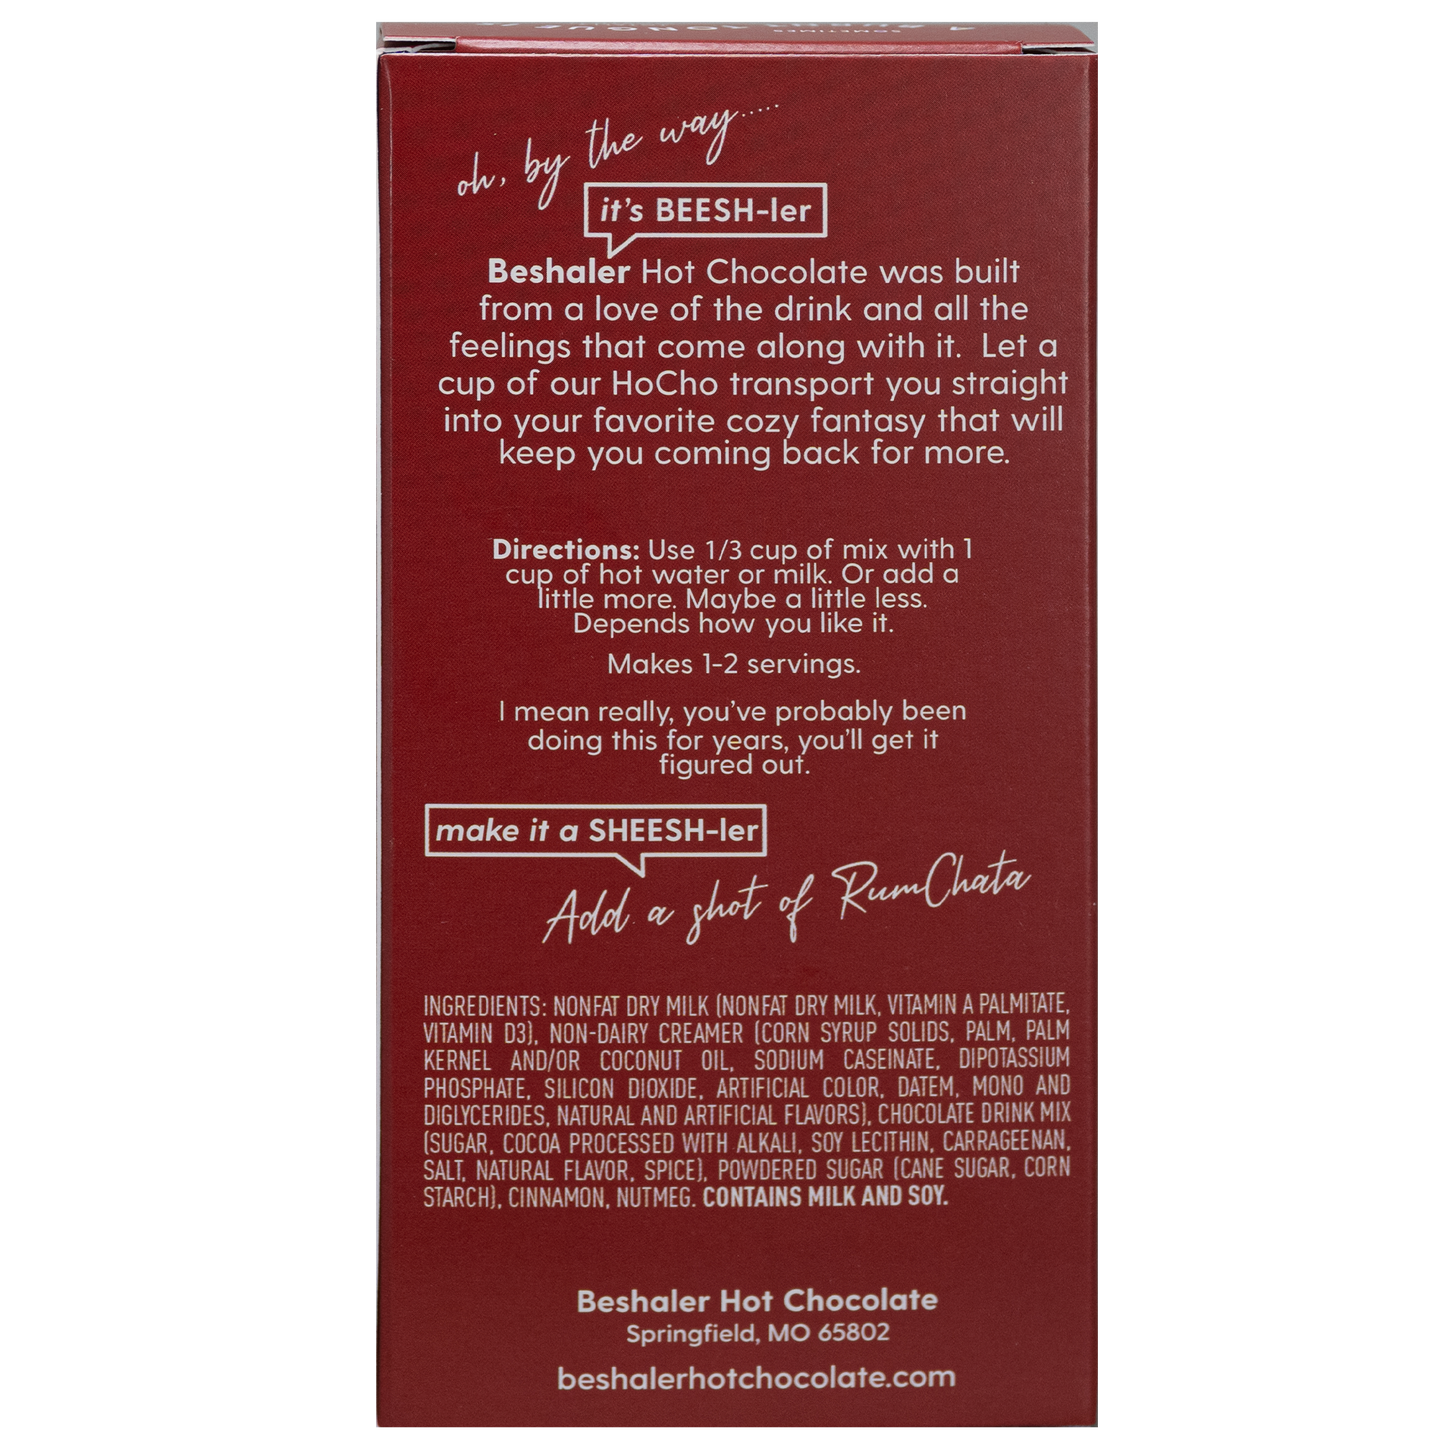 SOMETIMES
oh, by the way.....
it's BEESH-ler
Beshaler Hot Chocolate was built
from a love of the drink and all the
feelings that come along with it. Let a
cup of our HoCho transport you straight
into your favorite cozy fantasy that will
keep you coming back for more.
Directions: Use 1/3 cup of mix with 1
cup of hot water or milk. Or add a
little more. Maybe a little less.
Depends how you like it.
Makes 1-2 servings.
I mean really, you've probably been
doing this for years, you'll get it
figured out.
make it a SHEESH-ler
Add a shot of RumChata
INGREDIENTS: NONFAT DRY MILK (NONFAT DRY MILK, VITAMIN A PALMITATE,
VITAMIN D3), NON-DAIRY CREAMER (CORN SYRUP SOLIDS, PALM, PALM
KERNEL AND/OR COCONUT OIL, SODIUM CASEINATE, DIPOTASSIUM
PHOSPHATE, SILICON DIOXIDE, ARTIFICIAL COLOR, DATEM, MONO AND
DIGLYCERIDES, NATURAL AND ARTIFICIAL FLAVORS), CHOCOLATE DRINK MIX
(SUGAR, COCOA PROCESSED WITH ALKALI, SOY LECITHIN, CARRAGEENAN,
SALT, NATURAL FLAVOR, SPICE), POWDERED SUGAR (CANE SUGAR, CORN
STARCH), CINNAMON, NUTMEG. CONTAINS MILK AND SOY.
Beshaler Hot Chocolate
Springfield, MO 65802
beshalerhotchocolate.com